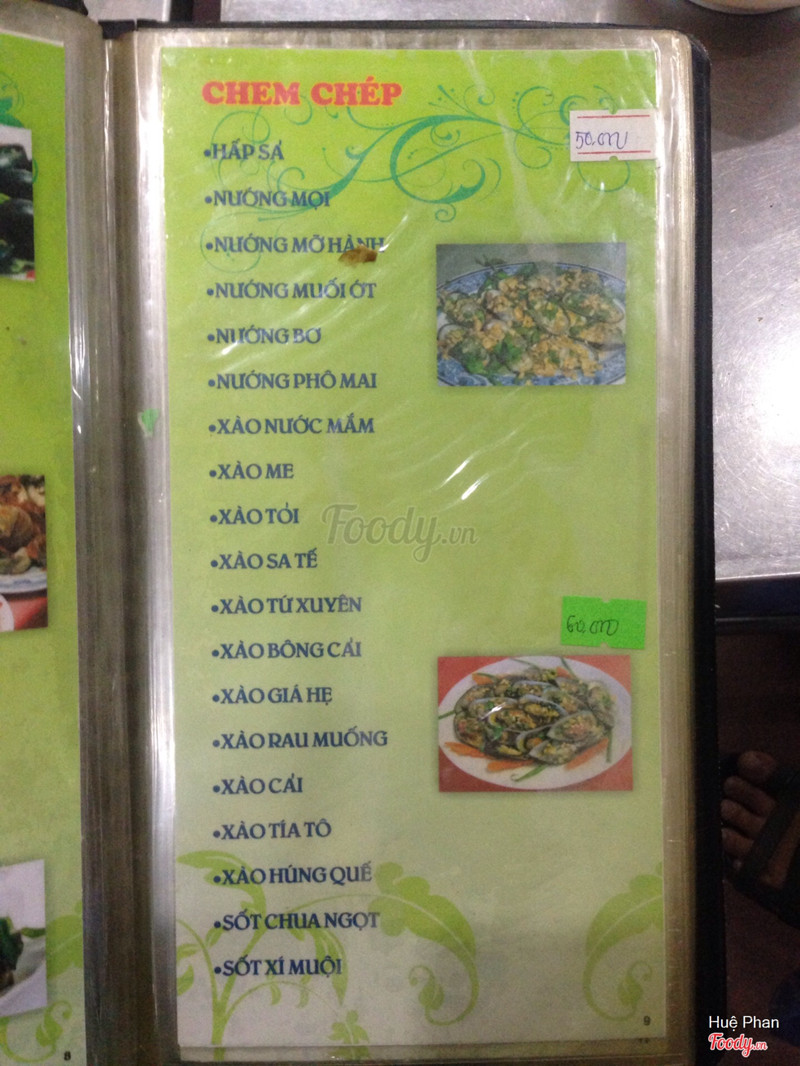 CHEM CHÉP
50.000
•HẤP SẢ
•NƯỚNG MỌI
•NƯỚNG MỠ HÀNH
•NƯỚNG MUỐI ỚT
•NƯỚNG BƠ
•NƯỚNG PHÔ MAI
•XÀO NƯỚC MẮM
•XÀO ME
•XÀO TỎI
Foody.vn
•XÀO SA TẾ
•XÀO TỨ XUYÊN
60.000
•XÀO BÔNG CẢI
•XÀO GIÁ HẸ
•XÀO RAU MUỐNG
•XÀO CẢI
•XÀO TÍA TÔ
•XÀO HÚNG QUẾ
•SỐT CHUA NGỌT
•SỐT XÍ MUỘI
9
8
Huệ Phan
Foody.vn